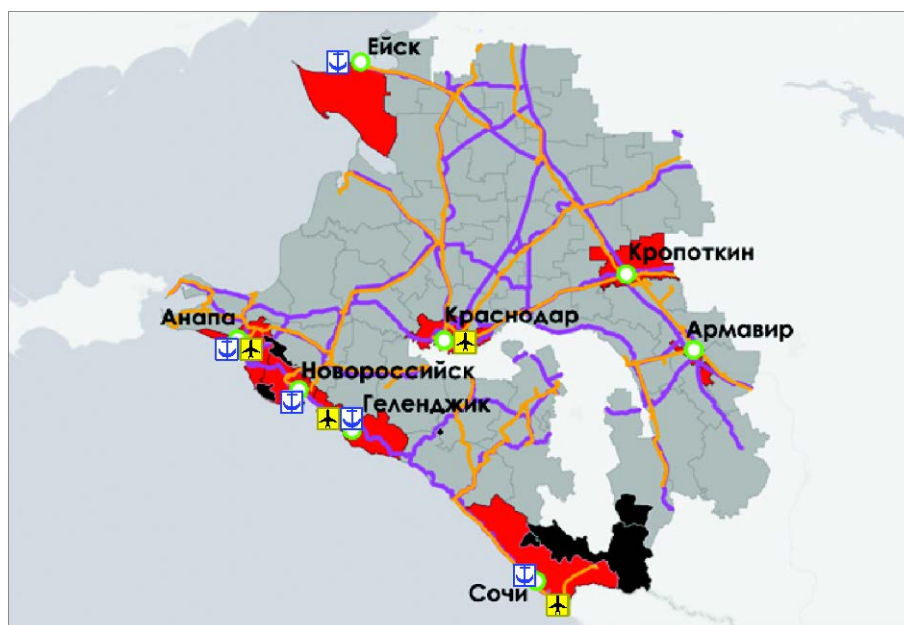 Ейск
Кропоткин
Анапа
Краснодар
Армавир
Новороссийск
Геленджик
Сочи